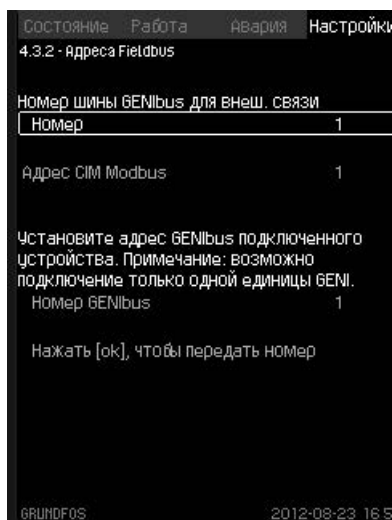 Состояние Работа Авария Настройки
4.3.2 - Адреса Fieldbus
Номер шины GENIbus для внеш. связи
Номер 1
Адрес CIM Modbus 1
Установите адрес GENIbus подключенного
устройства. Примечание: возможно
подключение только одной единицы GENI.
Номер GENIbus 1
Нажать [ok], чтобы передать номер
GRUNDFOS 2012-08-23 16:5